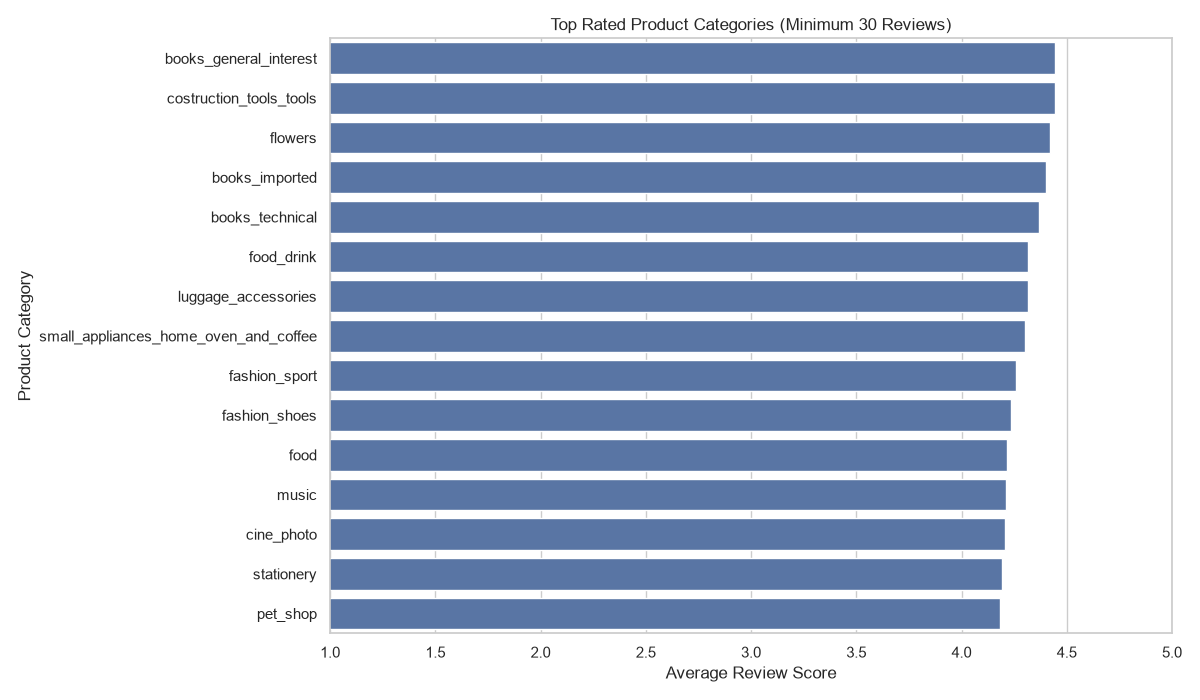 Top Rated Product Categories (Minimum 30 Reviews)
Product Category
books_general_interest
costruction_tools_tools
flowers
books_imported
books_technical
food_drink
luggage_accessories
small_appliances_home_oven_and_coffee
fashion_sport
fashion_shoes
food
music
cine_photo
stationery
pet_shop
1.0 1.5 2.0 2.5 3.0 3.5 4.0 4.5 5.0
Average Review Score